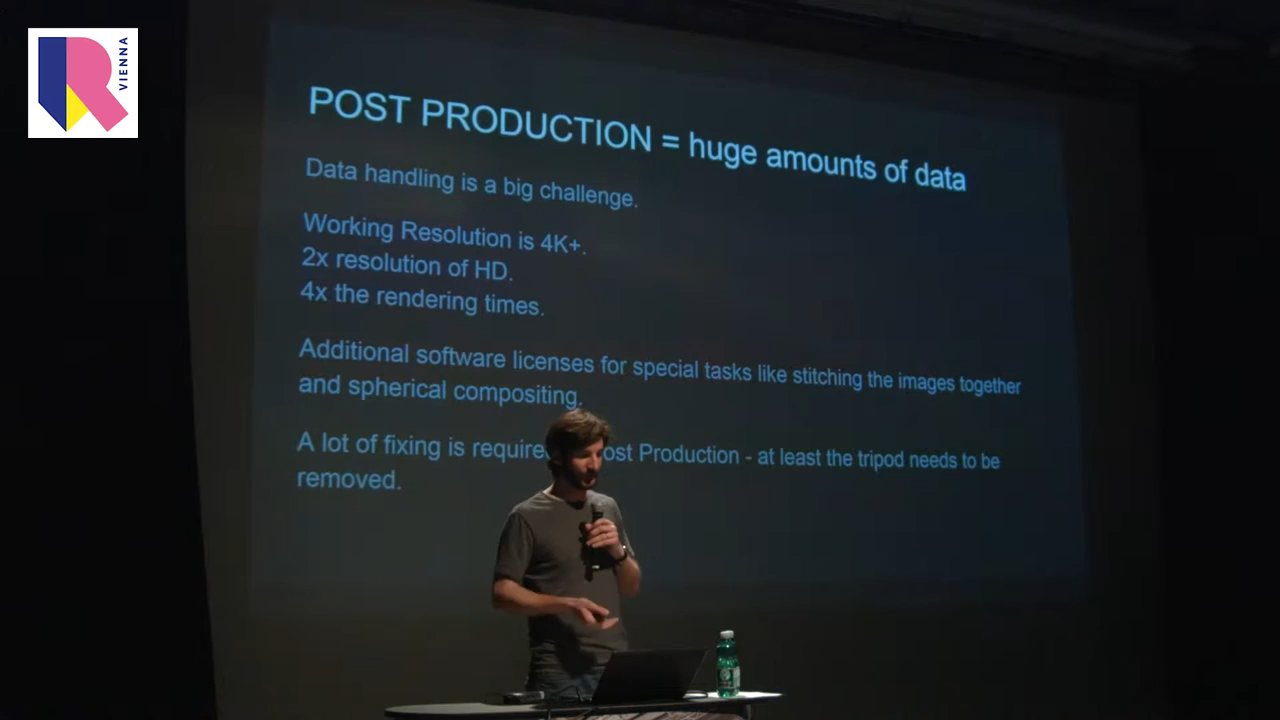 VIENNA
POST PRODUCTION = huge amounts of data
Data handling is a big challenge.
Working Resolution is 4K+.
2x resolution of HD.
4x the rendering times.
Additional software licenses for special tasks like stitching the images together
and spherical compositing.
A lot of fixing is require ost Production - at least the tripod needs to be
removed.